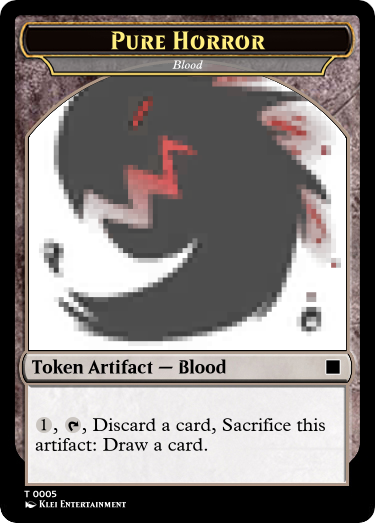 PURE HORROR
Blood
Token Artifact — Blood
1, T, Discard a card, Sacrifice this
artifact: Draw a card.
T 0005
KLEI ENTERTAINMENT